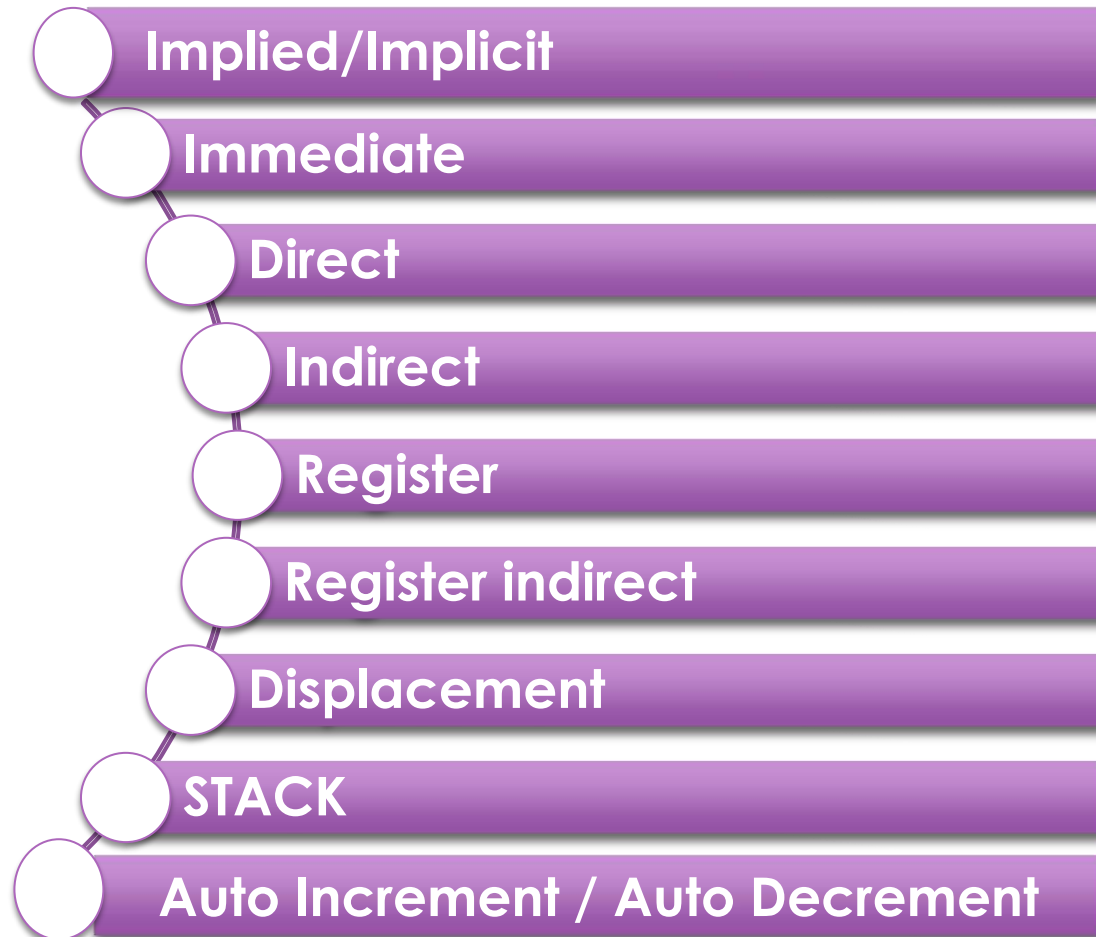 Implied/Implicit
Immediate
Direct
Indirect
Register
Register indirect
Displacement
STACK
Auto Increment / Auto Decrement